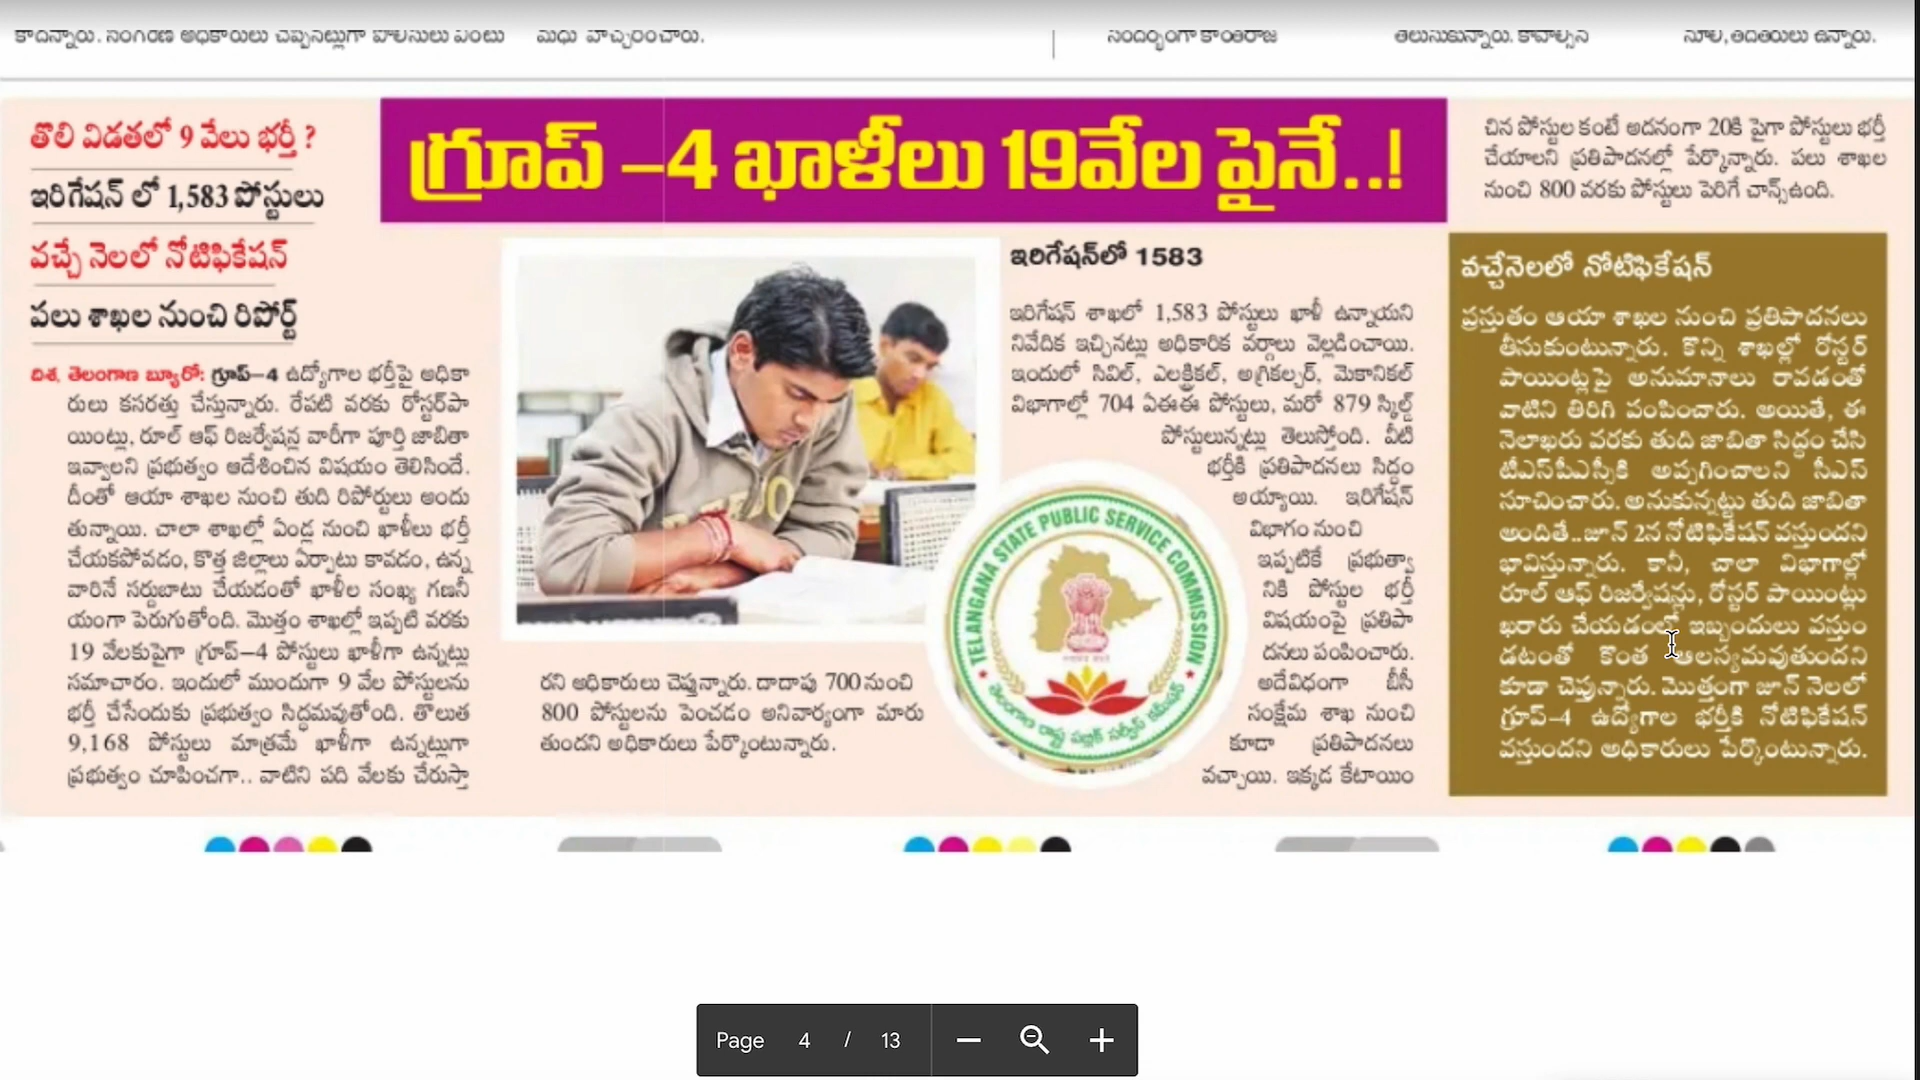 తొలి విడతలో 9 వేలు భర్తీ ?
ఇరిగేషన్ లో 1,583 పోస్టులు
వచ్చే నెలలో నోటిఫికేషన్
పలు శాఖల నుంచి రిపోర్ట్
గ్రూప్ –4 ఖాళీలు 19వేల పైనే..!
దిశ, తెలంగాణ బ్యూరో: గ్రూప్–4 ఉద్యోగాల భర్తీపై అధికా
రులు కసరత్తు చేస్తున్నారు. రేపటి వరకు రోస్టర్‌పా
యింట్లు, రూల్ ఆఫ్ రిజర్వేషన్ల వారీగా పూర్తి జాబితా
ఇవ్వాలని ప్రభుత్వం ఆదేశించిన విషయం తెలిసిందే.
దీంతో ఆయా శాఖల నుంచి తుది రిపోర్టులు అందు
తున్నాయి. చాలా శాఖల్లో ఏండ్ల నుంచి ఖాళీలు భర్తీ
చేయకపోవడం, కొత్త జిల్లాలు ఏర్పాటు కావడం, ఉన్న
వారినే సర్దుబాటు చేయడంతో ఖాళీల సంఖ్య గణనీ
యంగా పెరుగుతోంది. మొత్తం శాఖల్లో ఇప్పటి వరకు
19 వేలకుపైగా గ్రూప్–4 పోస్టులు ఖాళీగా ఉన్నట్లు
సమాచారం. ఇందులో ముందుగా 9 వేల పోస్టులను
భర్తీ చేసేందుకు ప్రభుత్వం సిద్ధమవుతోంది. తొలుత
9,168 పోస్టులు మాత్రమే ఖాళీగా ఉన్నట్లుగా
ప్రభుత్వం చూపించగా.. వాటిని పది వేలకు చేరుస్తా
రని అధికారులు చెప్తున్నారు. దాదాపు 700 నుంచి
800 పోస్టులను పెంచడం అనివార్యంగా మారు
తుందని అధికారులు పేర్కొంటున్నారు.
ఇరిగేషన్‌లో 1583
ఇరిగేషన్ శాఖలో 1,583 పోస్టులు ఖాళీ ఉన్నాయని
నివేదిక ఇచ్చినట్లు అధికారిక వర్గాలు వెల్లడించాయి.
ఇందులో సివిల్, ఎలక్ట్రికల్, అగ్రికల్చర్, మెకానికల్
విభాగాల్లో 704 ఏఈఈ పోస్టులు, మరో 879 స్కిల్డ్
పోస్టులున్నట్లు తెలుస్తోంది. వీటి
భర్తీకి ప్రతిపాదనలు సిద్ధం
అయ్యాయి. ఇరిగేషన్
విభాగం నుంచి
ఇప్పటికే ప్రభుత్వా
నికి పోస్టుల భర్తీ
విషయంపై ప్రతిపా
దనలు పంపించారు.
అదేవిధంగా బీసీ
సంక్షేమ శాఖ నుంచి
కూడా ప్రతిపాదనలు
వచ్చాయి. ఇక్కడ కేటాయిం
TELANGANA STATE PUBLIC SERVICE COMMISSION
తెలంగాణ రాష్ట్ర పబ్లిక్ సర్వీస్ కమీషన్
చిన పోస్టుల కంటే అదనంగా 20కి పైగా పోస్టులు భర్తీ
చేయాలని ప్రతిపాదనల్లో పేర్కొన్నారు. పలు శాఖల
నుంచి 800 వరకు పోస్టులు పెరిగే చాన్స్ఉంది.
వచ్చేనెలలో నోటిఫికేషన్
ప్రస్తుతం ఆయా శాఖల నుంచి ప్రతిపాదనలు
తీసుకుంటున్నారు. కొన్ని శాఖల్లో రోస్టర్
పాయింట్లపై అనుమానాలు రావడంతో
వాటిని తిరిగి పంపించారు. అయితే, ఈ
నెలాఖరు వరకు తుది జాబితా సిద్ధం చేసి
టీఎస్‌పీఎస్సీకి అప్పగించాలని సీఎస్
సూచించారు. అనుకున్నట్టు తుది జాబితా
అందితే..జూన్ 2న నోటిఫికేషన్ వస్తుందని
భావిస్తున్నారు. కానీ, చాలా విభాగాల్లో
రూల్ ఆఫ్ రిజర్వేషన్లు, రోస్టర్ పాయింట్లు
ఖరారు చేయడంలో ఇబ్బందులు వస్తుం
డటంతో కొంత ఆలస్యమవుతుందని
కూడా చెప్తున్నారు. మొత్తంగా జూన్ నెలలో
గ్రూప్–4 ఉద్యోగాల భర్తీకి నోటిఫికేషన్
వస్తుందని అధికారులు పేర్కొంటున్నారు.
Page 4 / 13